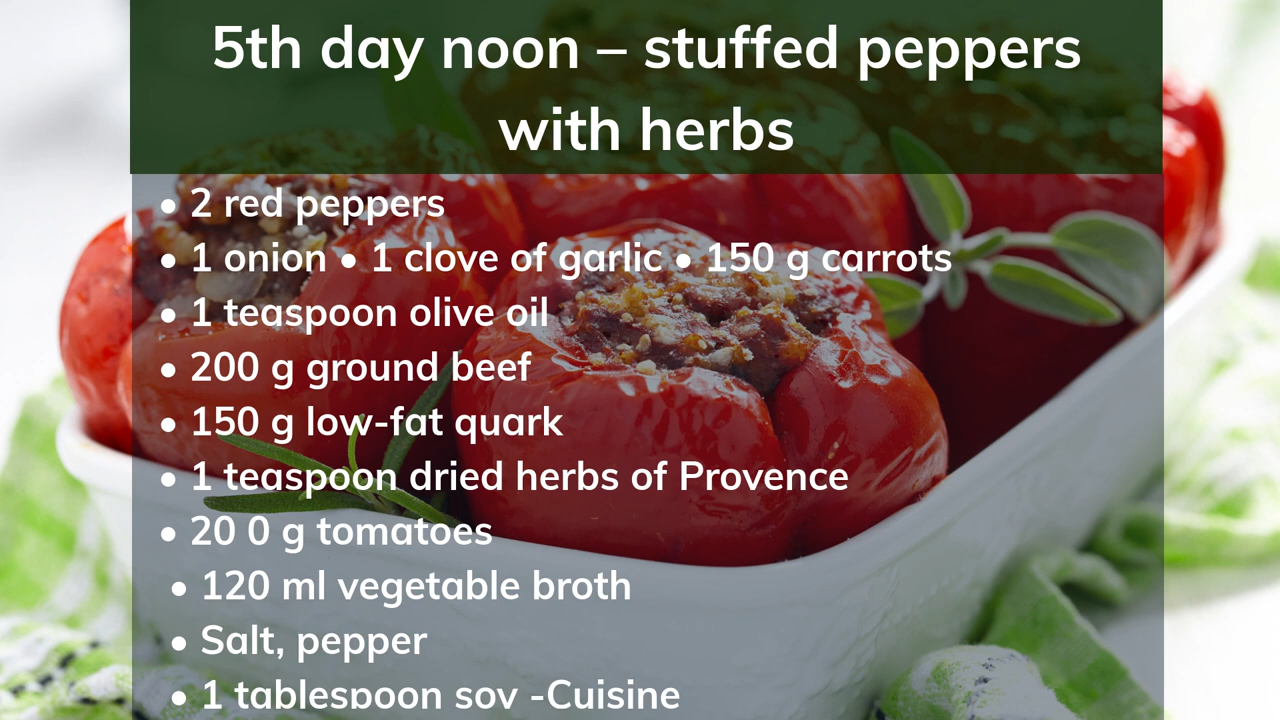 5th day noon – stuffed peppers
with herbs
• 2 red peppers
• 1 onion • 1 clove of garlic • 150 g carrots
• 1 teaspoon olive oil
• 200 g ground beef
• 150 g low-fat quark
• 1 teaspoon dried herbs of Provence
• 20 0 g tomatoes
• 120 ml vegetable broth
• Salt, pepper
• 1 tablespoon soy -Cuisine